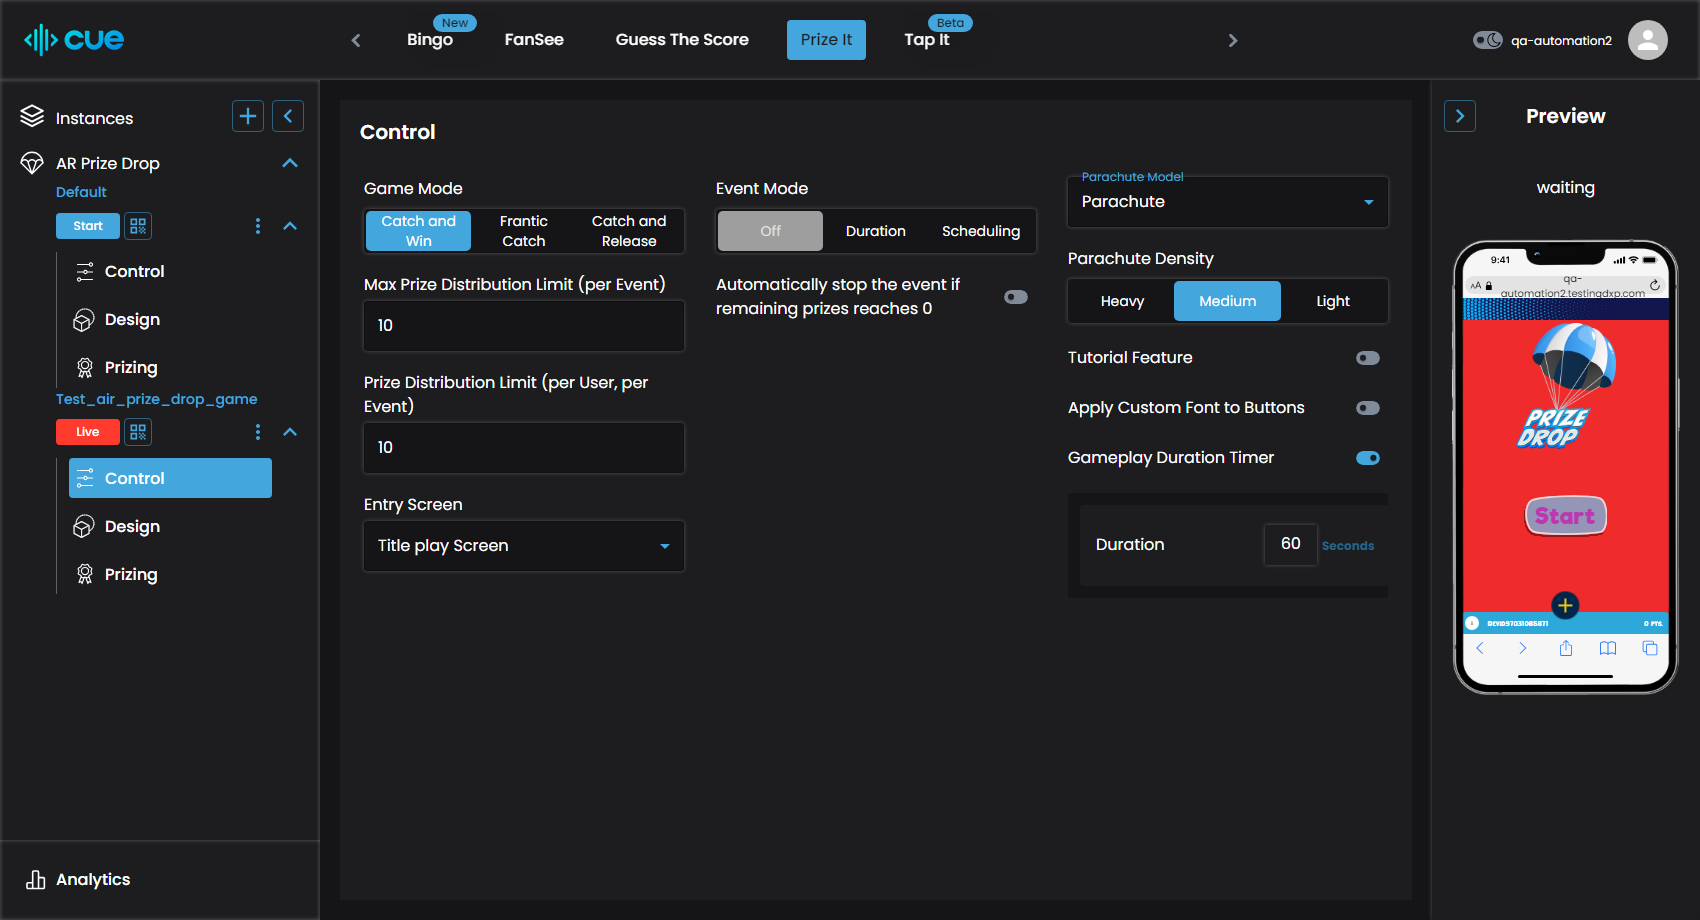 cue
New
Bingo
FanSee
Guess The Score
Prize It
Beta
Tap It
qa-automation2
Instances
AR Prize Drop
Default
Start
Control
Design
Prizing
Test_air_prize_drop_game
Live
Control
Design
Prizing
Analytics
Control
Game Mode
Catch and
Win
Frantic
Catch
Catch and
Release
Max Prize Distribution Limit (per Event)
10
Prize Distribution Limit (per User, per
Event)
10
Entry Screen
Title play Screen
Event Mode
Off
Duration
Scheduling
Automatically stop the event if
remaining prizes reaches 0
Parachute Model
Parachute
Parachute Density
Heavy
Medium
Light
Tutorial Feature
Apply Custom Font to Buttons
Gameplay Duration Timer
Duration
60
Seconds
Preview
waiting
9:41
AA
qa-
automation2.testingdxp.com
PRIZE
DROP
Start
0 PTS.